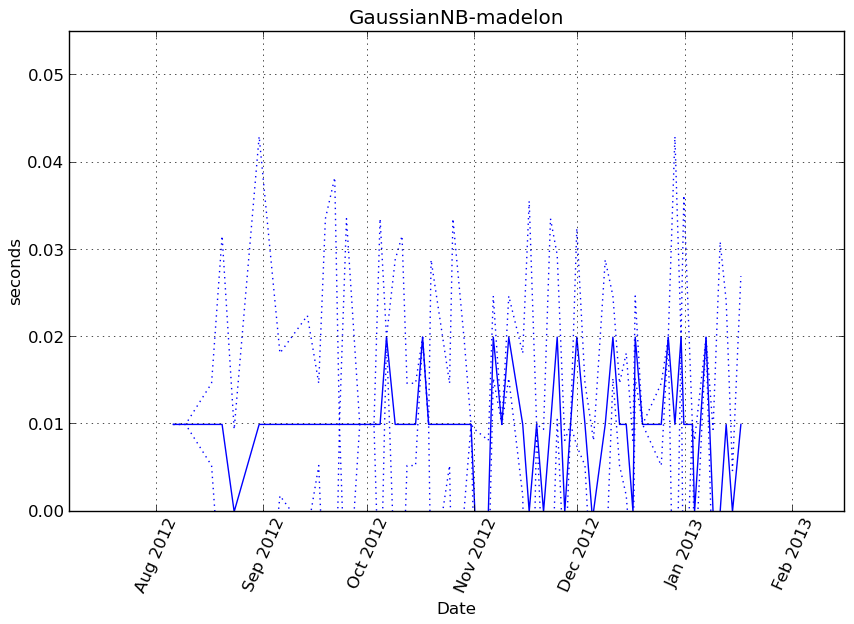 GaussianNB-madelon
0.05
0.04
0.03
0.02
0.01
0.00
seconds
Aug 2012
Sep 2012
Oct 2012
Nov 2012
Dec 2012
Jan 2013
Feb 2013
Date